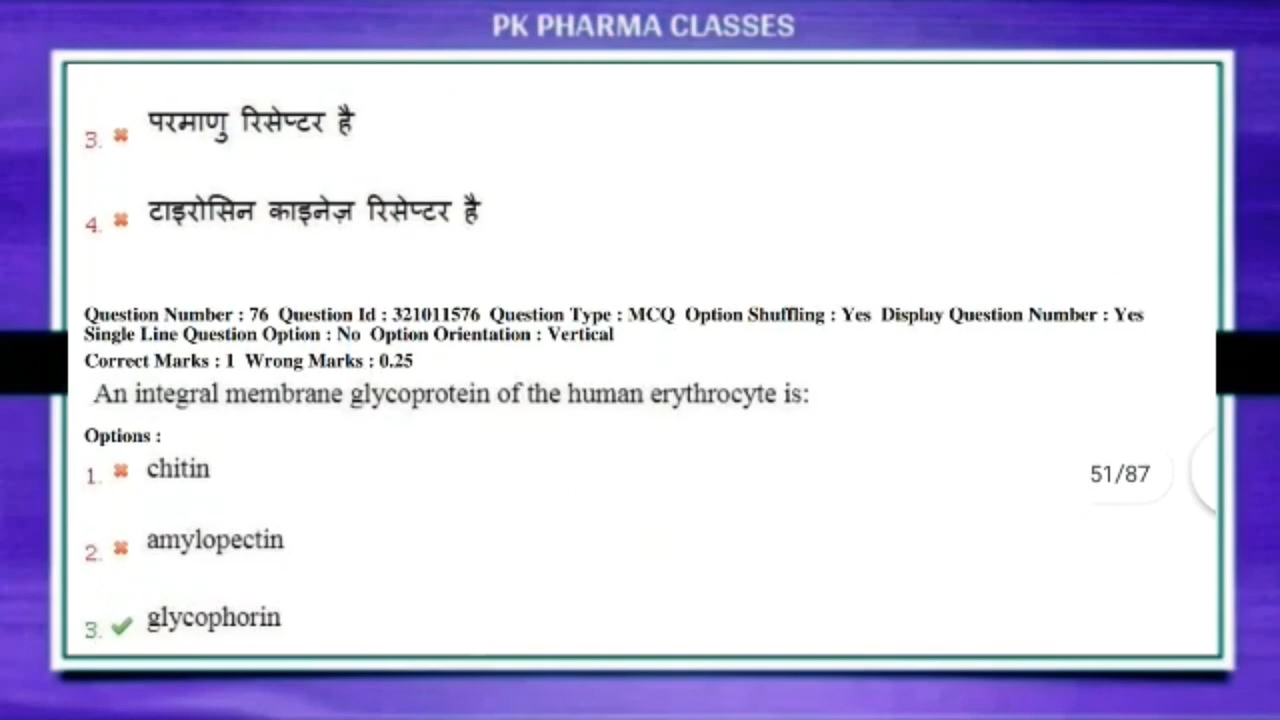 PK PHARMA CLASSES
3. परमाणु रिसेप्टर है
4. टाइरोसिन काइनेज़ रिसेप्टर है
Question Number : 76 Question Id : 321011576 Question Type : MCQ Option Shuffling : Yes Display Question Number : Yes
Single Line Question Option : No Option Orientation : Vertical
Correct Marks : 1 Wrong Marks : 0.25
An integral membrane glycoprotein of the human erythrocyte is:
Options :
1. chitin
51/87
2. amylopectin
3. glycophorin